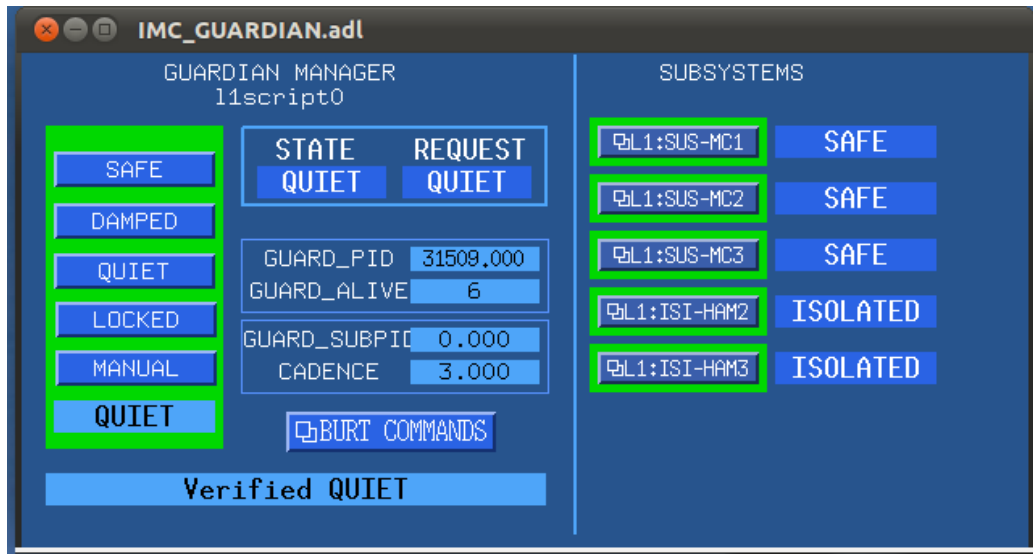 IMC_GUARDIAN.adl
GUARDIAN MANAGER
l1script0
SAFE
DAMPED
QUIET
LOCKED
MANUAL
QUIET
STATE REQUEST
QUIET QUIET
GUARD_PID 31509.000
GUARD_ALIVE 6
GUARD_SUBPID 0.000
CADENCE 3.000
BURT COMMANDS
Verified QUIET
SUBSYSTEMS
L1:SUS-MC1 SAFE
L1:SUS-MC2 SAFE
L1:SUS-MC3 SAFE
L1:ISI-HAM2 ISOLATED
L1:ISI-HAM3 ISOLATED